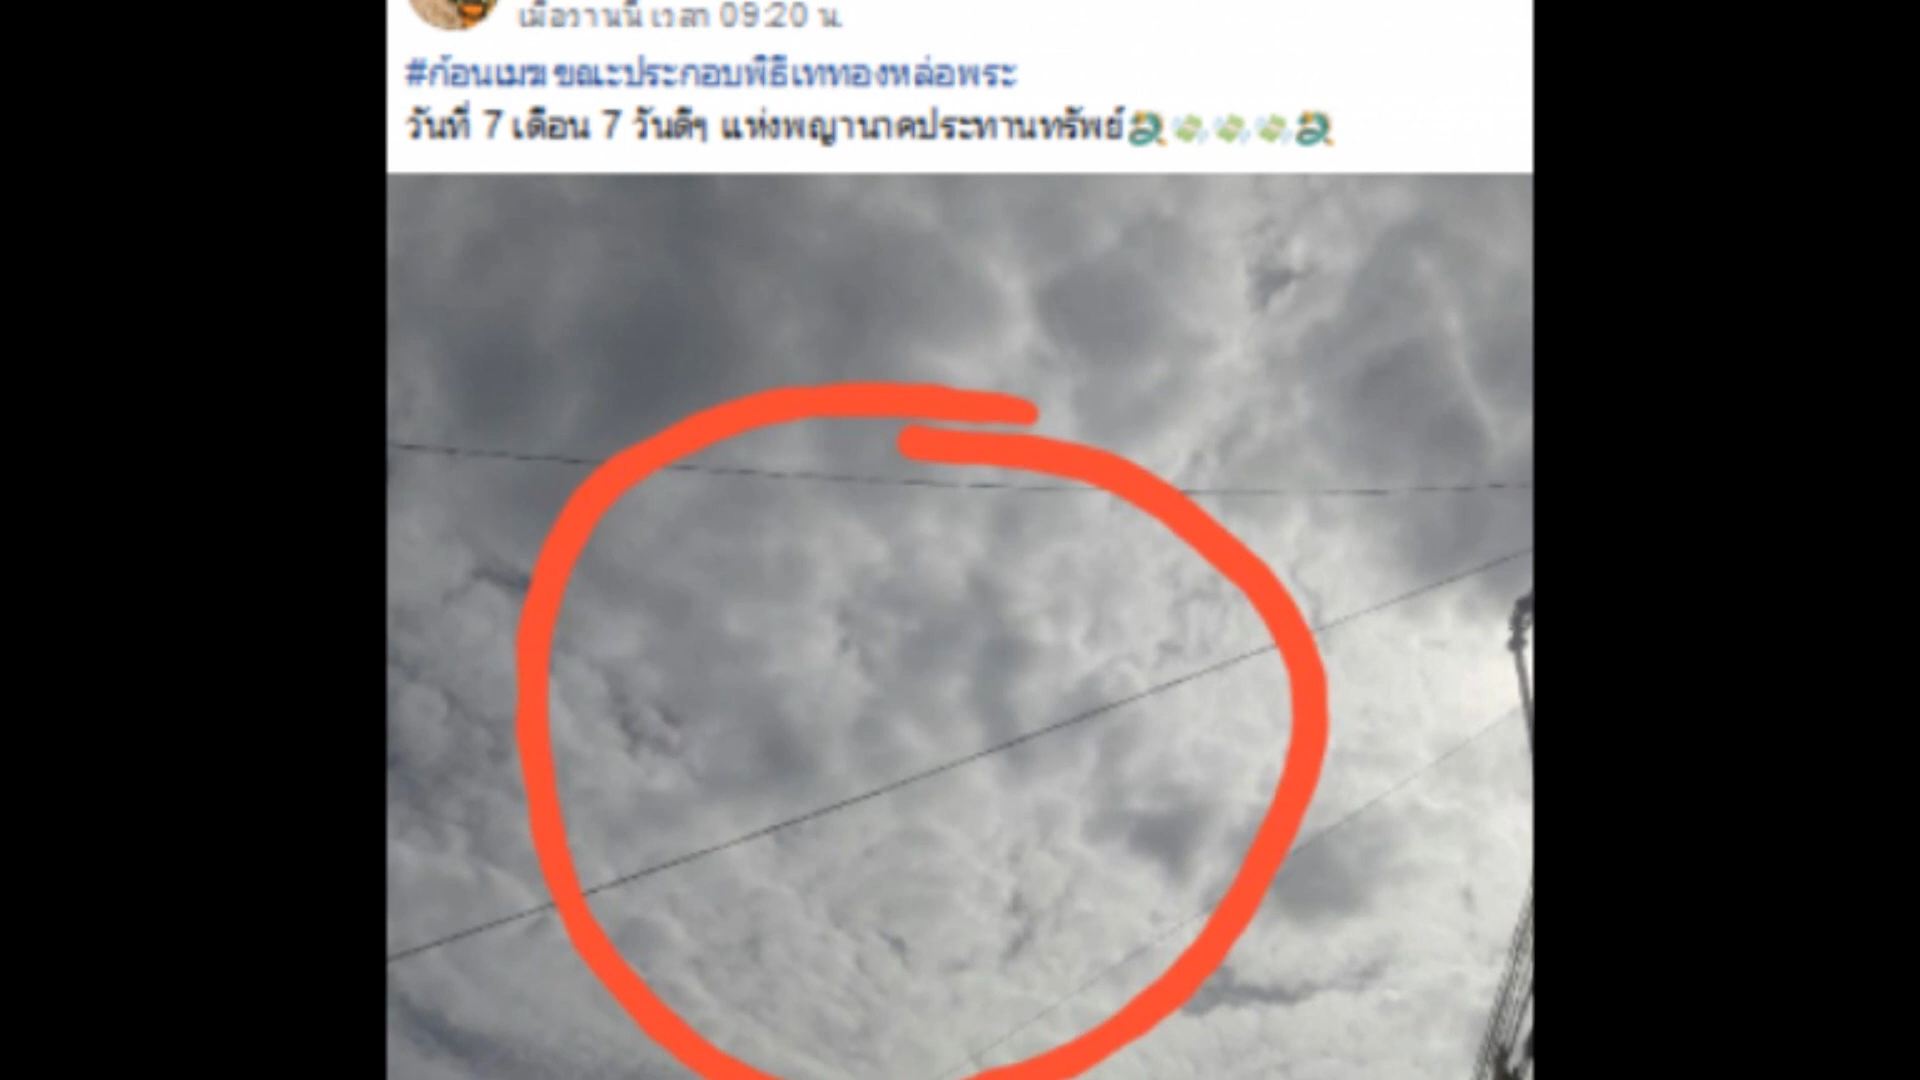 เมื่อวานนี้ เวลา 09:20 น.
#ก้อนเมฆ ขณะประกอบพิธีเททองหล่อพระ
วันที่ 7 เดือน 7 วันดีๆ แห่งพญานาคประทานทรัพย์